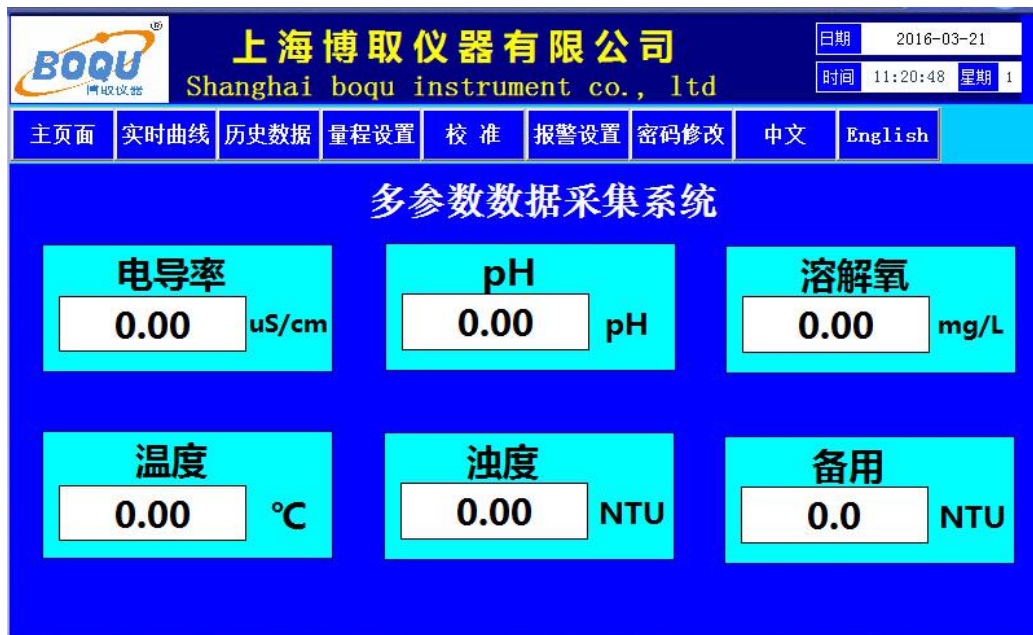 BOQU®
博取仪器
上海博取仪器有限公司
Shanghai boqu instrument co., ltd
日期 2016-03-21
时间 11:20:48 星期 1
主页面 实时曲线 历史数据 量程设置 校 准 报警设置 密码修改 中文 English
多参数数据采集系统
电导率
0.00 uS/cm
pH
0.00 pH
溶解氧
0.00 mg/L
温度
0.00 ℃
浊度
0.00 NTU
备用
0.0 NTU